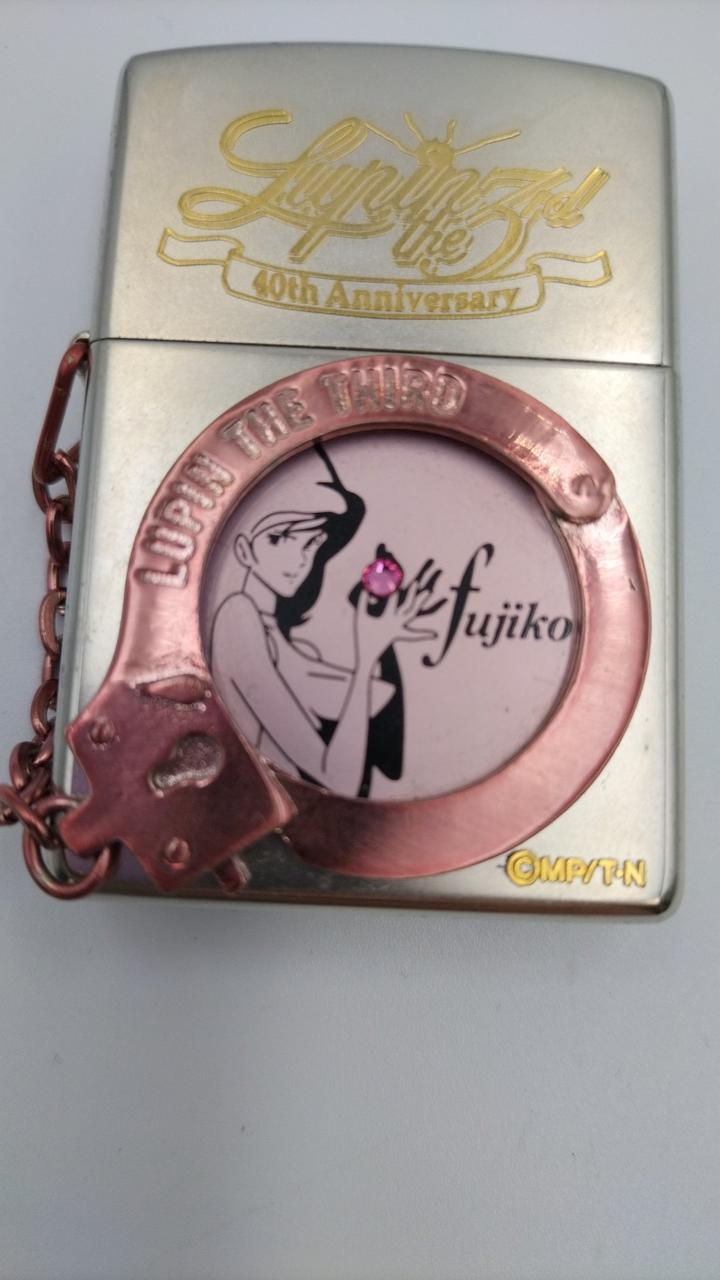 Lupin
the 3rd
40th Anniversary
LUPIN THE THIRD
fujiko
©MP/T·N